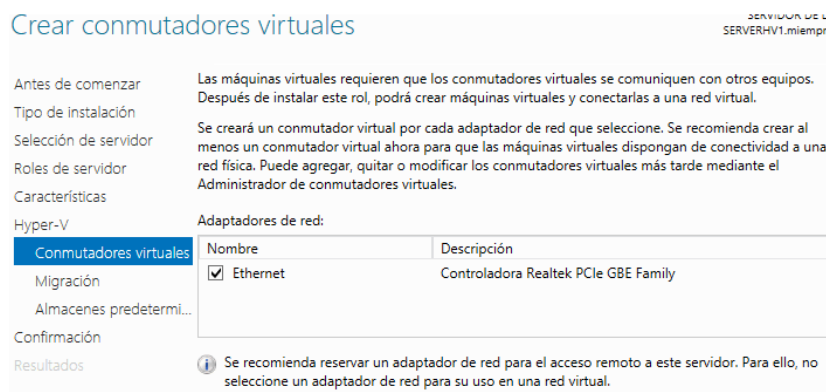 Crear conmutadores virtuales
SERVERHV1.miempr
Antes de comenzar
Tipo de instalación
Selección de servidor
Roles de servidor
Características
Hyper-V
Conmutadores virtuales
Migración
Almacenes predetermi...
Confirmación
Resultados
Las máquinas virtuales requieren que los conmutadores virtuales se comuniquen con otros equipos.
Después de instalar este rol, podrá crear máquinas virtuales y conectarlas a una red virtual.
Se creará un conmutador virtual por cada adaptador de red que seleccione. Se recomienda crear al
menos un conmutador virtual ahora para que las máquinas virtuales dispongan de conectividad a una
red física. Puede agregar, quitar o modificar los conmutadores virtuales más tarde mediante el
Administrador de conmutadores virtuales.
Adaptadores de red:
Nombre Descripción
Ethernet Controladora Realtek PCIe GBE Family
Se recomienda reservar un adaptador de red para el acceso remoto a este servidor. Para ello, no
seleccione un adaptador de red para su uso en una red virtual.